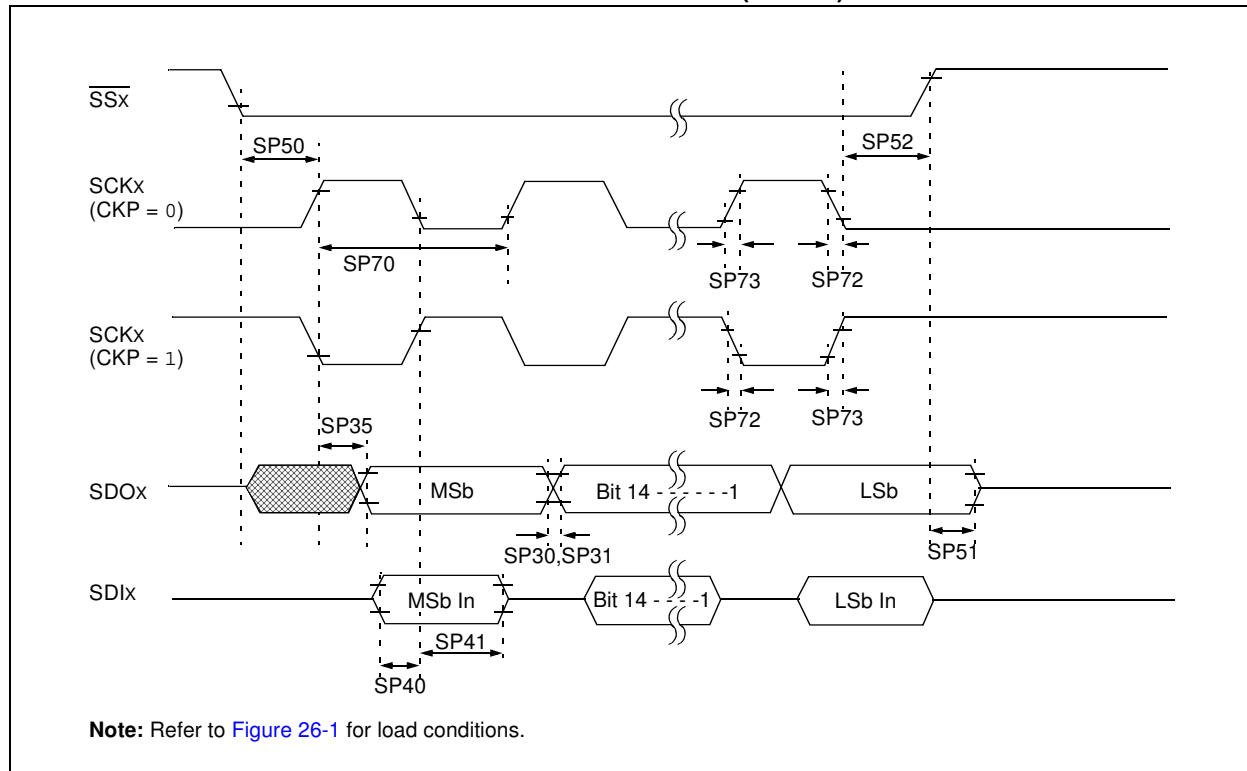 SSx
SP50
SP52
SCKx
(CKP = 0)
SP70
SP73
SP72
SCKx
(CKP = 1)
SP72
SP73
SP35
SDOx
MSb
Bit 14 - - - - - -1
LSb
SP30,SP31
SP51
SDIx
MSb In
Bit 14 - - - -1
LSb In
SP41
SP40
Note: Refer to Figure 26-1 for load conditions.